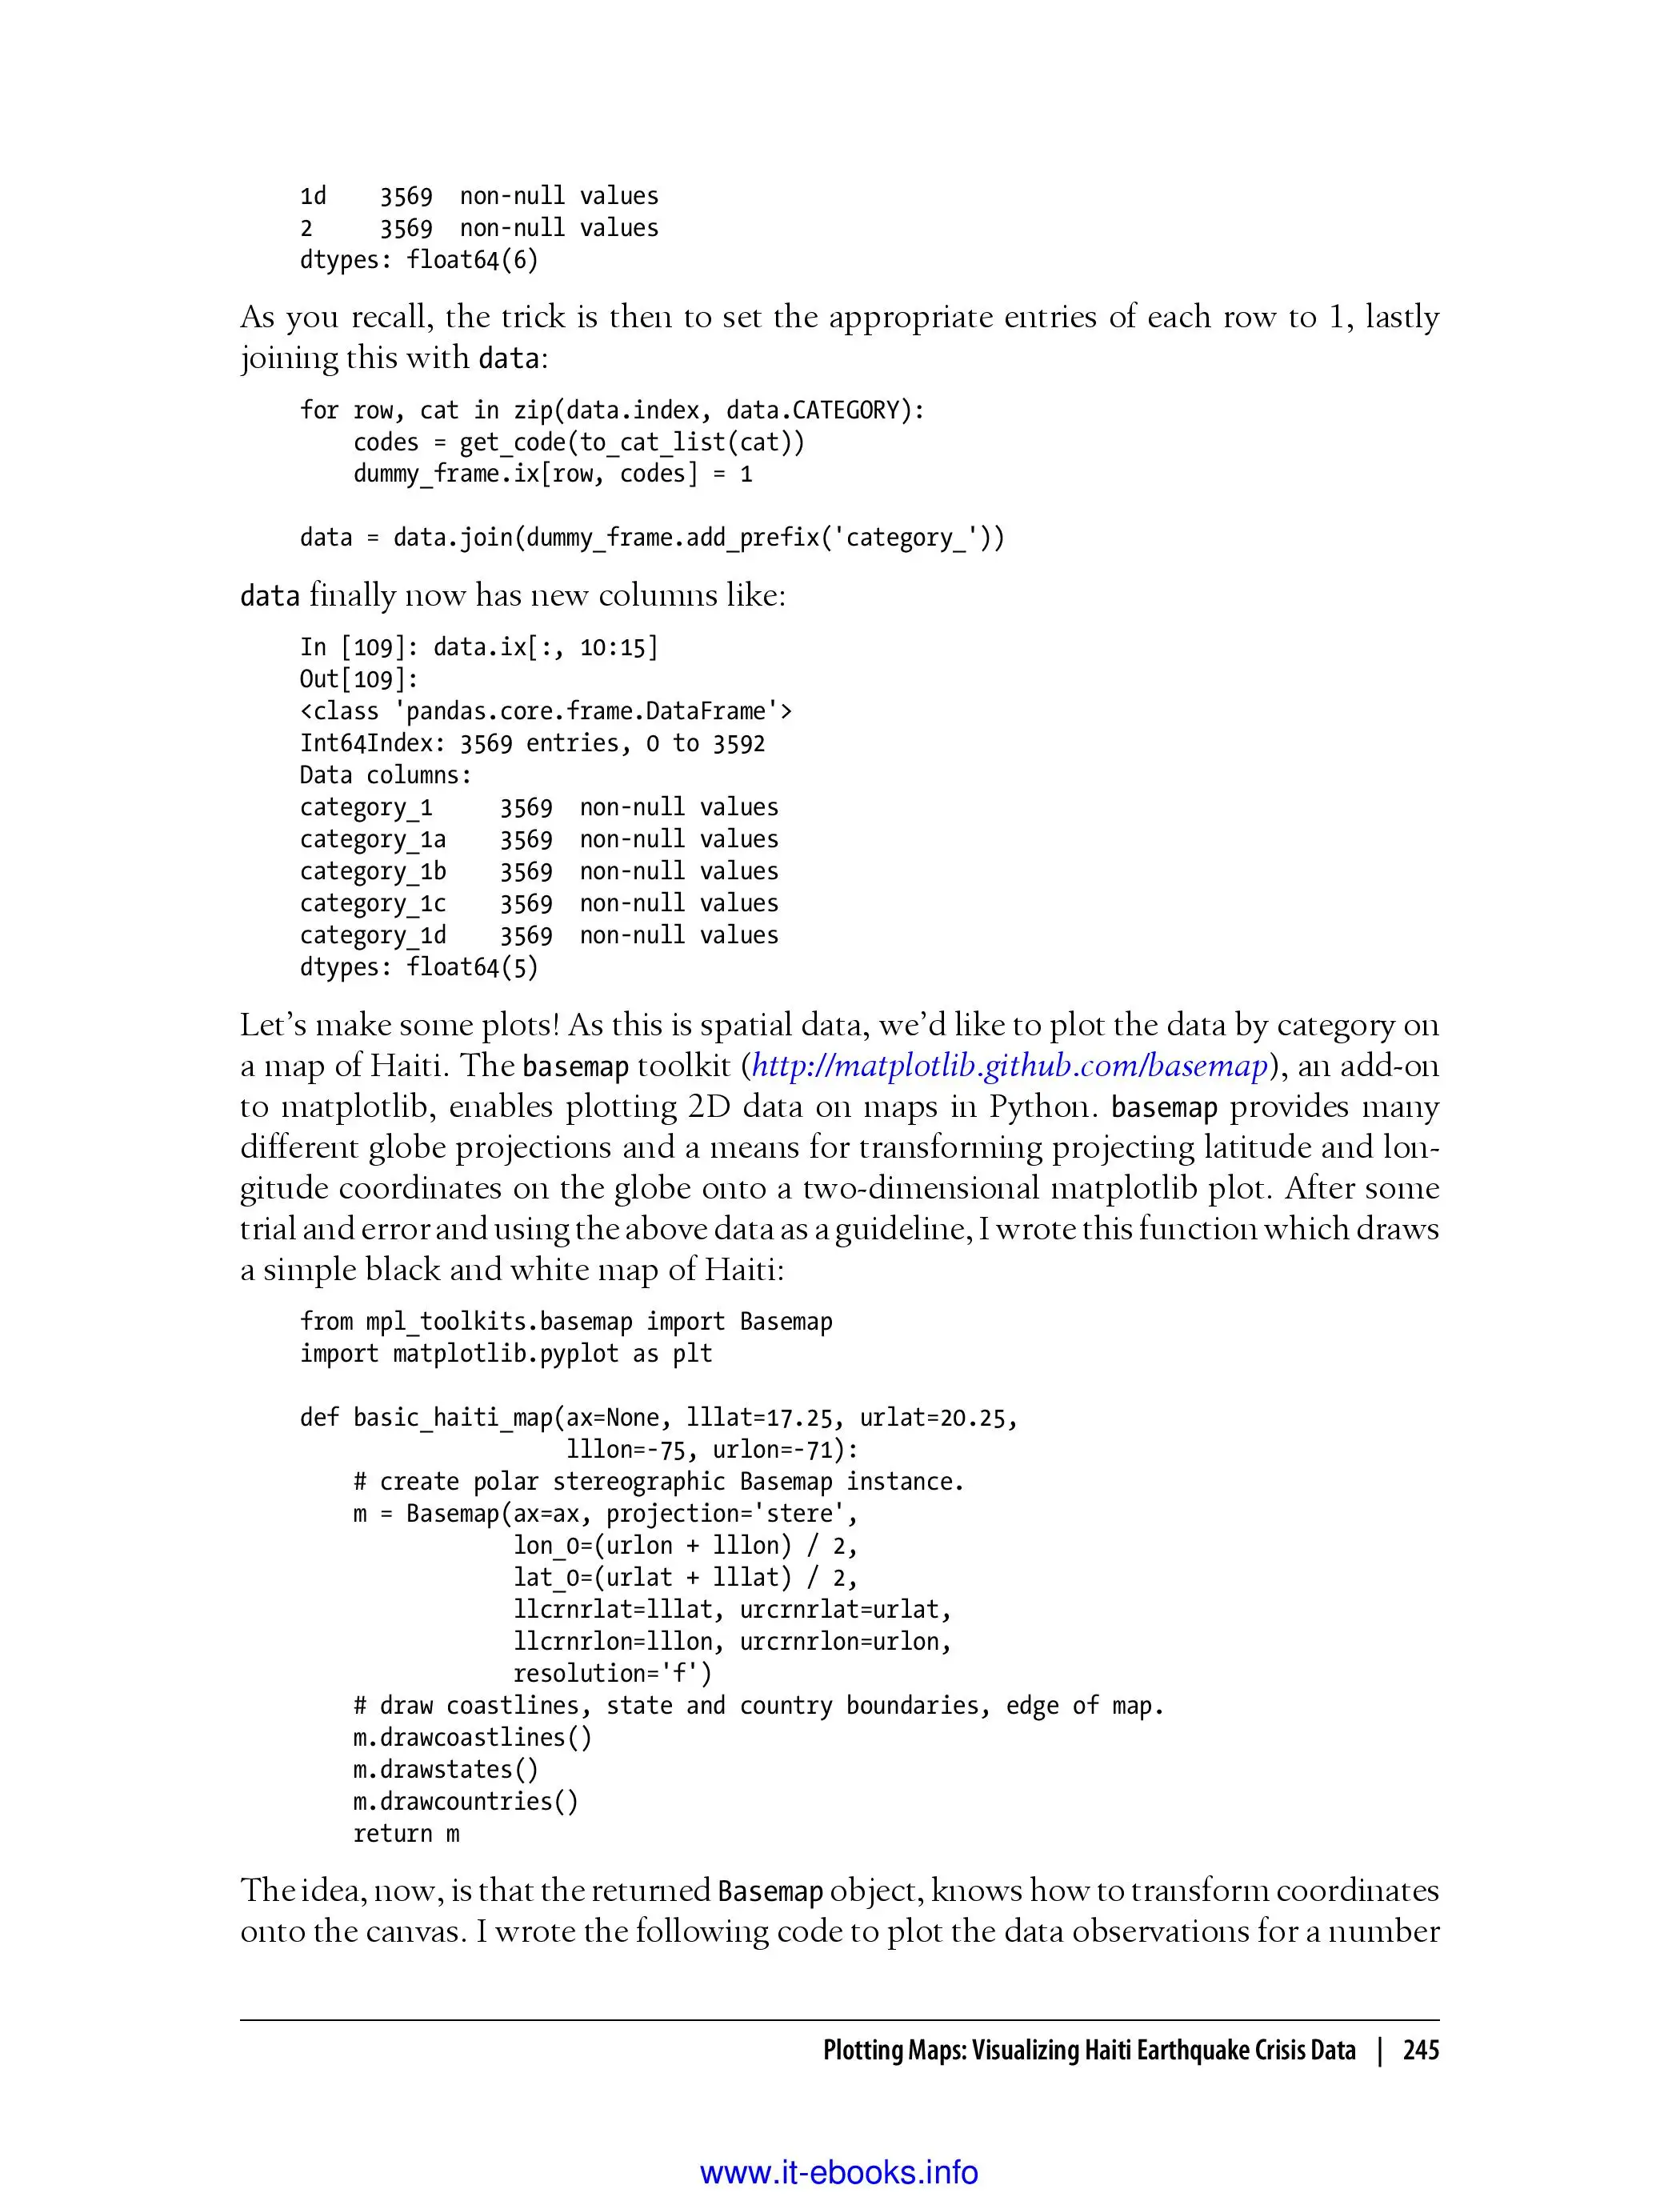 1d    3569  non-null values
2     3569  non-null values
dtypes: float64(6)
As you recall, the trick is then to set the appropriate entries of each row to 1, lastly
joining this with data:
for row, cat in zip(data.index, data.CATEGORY):
    codes = get_code(to_cat_list(cat))
    dummy_frame.ix[row, codes] = 1
data = data.join(dummy_frame.add_prefix('category_'))
data finally now has new columns like:
In [109]: data.ix[:, 10:15]
Out[109]:
<class 'pandas.core.frame.DataFrame'>
Int64Index: 3569 entries, 0 to 3592
Data columns:
category_1     3569  non-null values
category_1a    3569  non-null values
category_1b    3569  non-null values
category_1c    3569  non-null values
category_1d    3569  non-null values
dtypes: float64(5)
Let's make some plots! As this is spatial data, we'd like to plot the data by category on
a map of Haiti. The basemap toolkit (http://matplotlib.github.com/basemap), an add-on
to matplotlib, enables plotting 2D data on maps in Python. basemap provides many
different globe projections and a means for transforming projecting latitude and lon-
gitude coordinates on the globe onto a two-dimensional matplotlib plot. After some
trial and error and using the above data as a guideline, I wrote this function which draws
a simple black and white map of Haiti:
from mpl_toolkits.basemap import Basemap
import matplotlib.pyplot as plt
def basic_haiti_map(ax=None, lllat=17.25, urlat=20.25,
                    lllon=-75, urlon=-71):
    # create polar stereographic Basemap instance.
    m = Basemap(ax=ax, projection='stere',
                lon_0=(urlon + lllon) / 2,
                lat_0=(urlat + lllat) / 2,
                llcrnrlat=lllat, urcrnrlat=urlat,
                llcrnrlon=lllon, urcrnrlon=urlon,
                resolution='f')
    # draw coastlines, state and country boundaries, edge of map.
    m.drawcoastlines()
    m.drawstates()
    m.drawcountries()
    return m
The idea, now, is that the returned Basemap object, knows how to transform coordinates
onto the canvas. I wrote the following code to plot the data observations for a number
Plotting Maps: Visualizing Haiti Earthquake Crisis Data | 245
www.it-ebooks.info